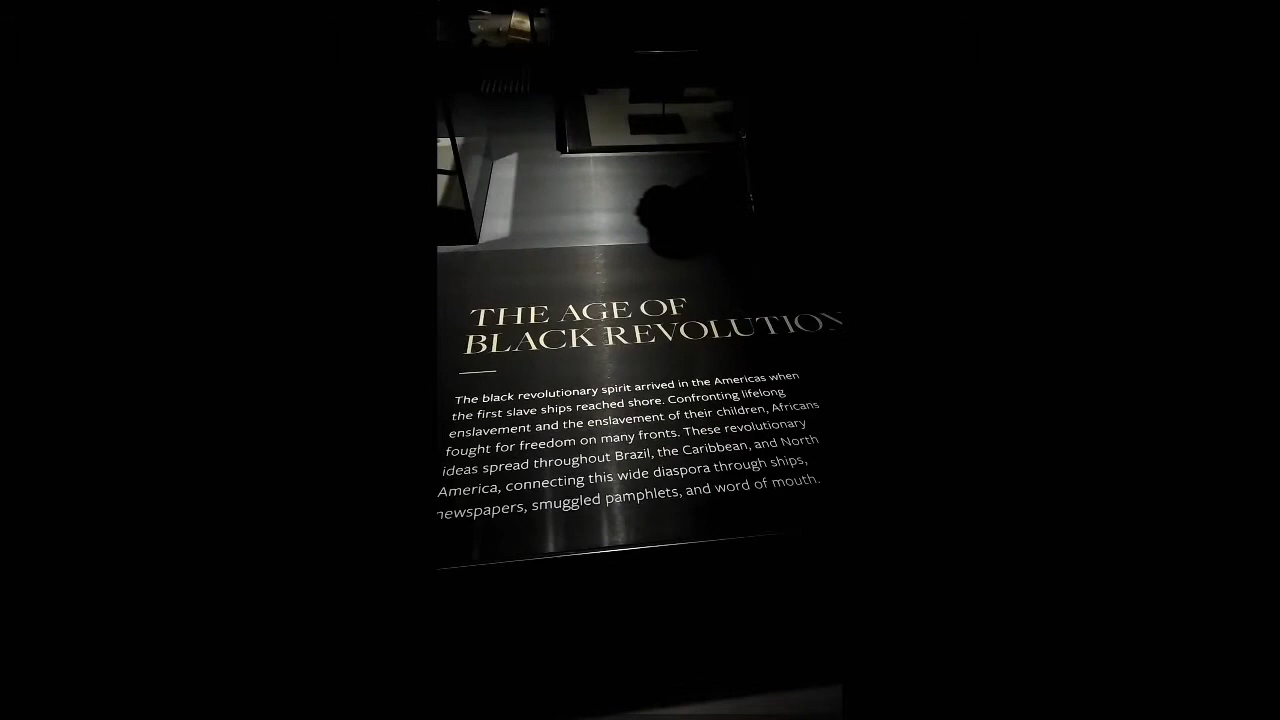 THE AGE OF
BLACK REVOLUTION
The black revolutionary spirit arrived in the Americas when
the first slave ships reached shore. Confronting lifelong
enslavement and the enslavement of their children, Africans
fought for freedom on many fronts. These revolutionary
ideas spread throughout Brazil, the Caribbean, and North
America, connecting this wide diaspora through ships,
newspapers, smuggled pamphlets, and word of mouth.